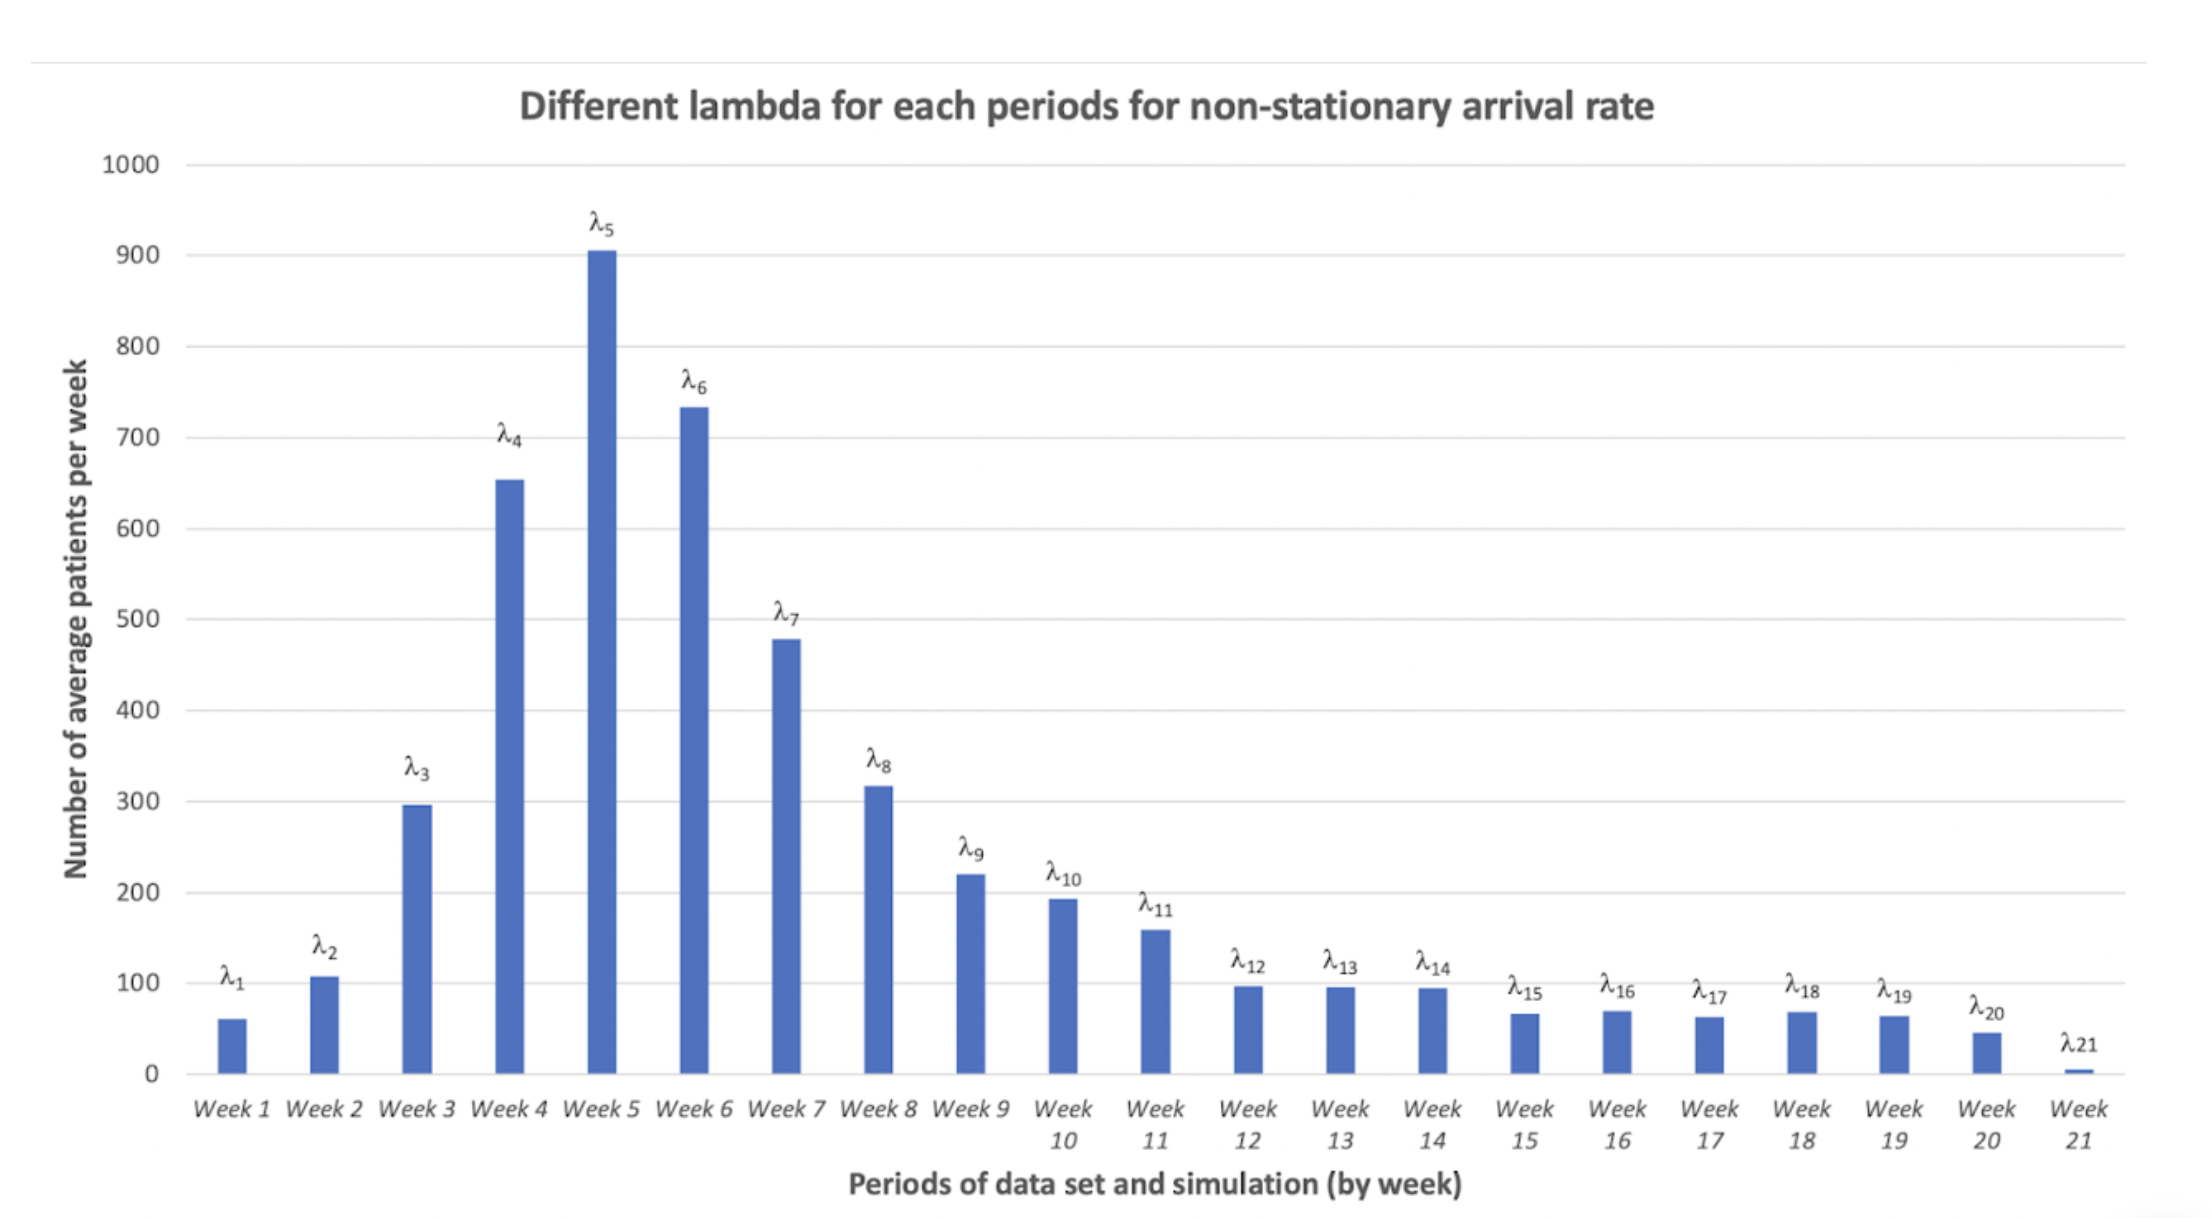 Different lambda for each periods for non-stationary arrival rate
Number of average patients per week
1000
900
800
700
600
500
400
300
200
100
0
λ1
λ2
λ3
λ4
λ5
λ6
λ7
λ8
λ9
λ10
λ11
λ12
λ13
λ14
λ15
λ16
λ17
λ18
λ19
λ20
λ21
Week 1
Week 2
Week 3
Week 4
Week 5
Week 6
Week 7
Week 8
Week 9
Week
10
Week
11
Week
12
Week
13
Week
14
Week
15
Week
16
Week
17
Week
18
Week
19
Week
20
Week
21
Periods of data set and simulation (by week)